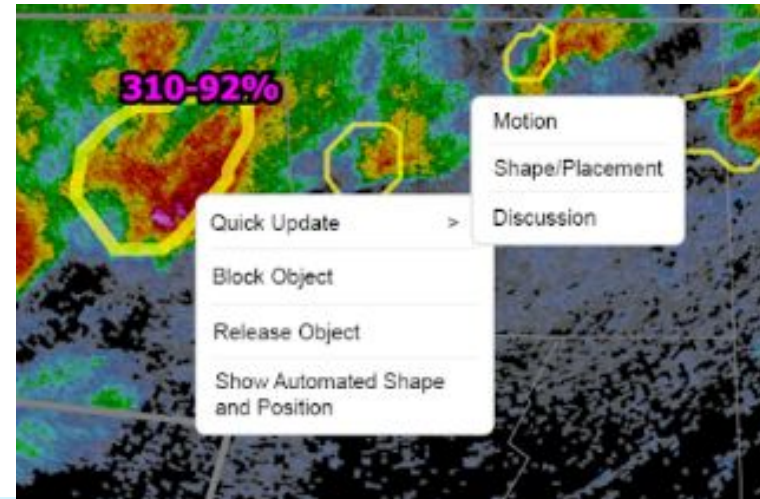 310-92%
Quick Update >
Block Object
Release Object
Show Automated Shape
and Position
Motion
Shape/Placement
Discussion